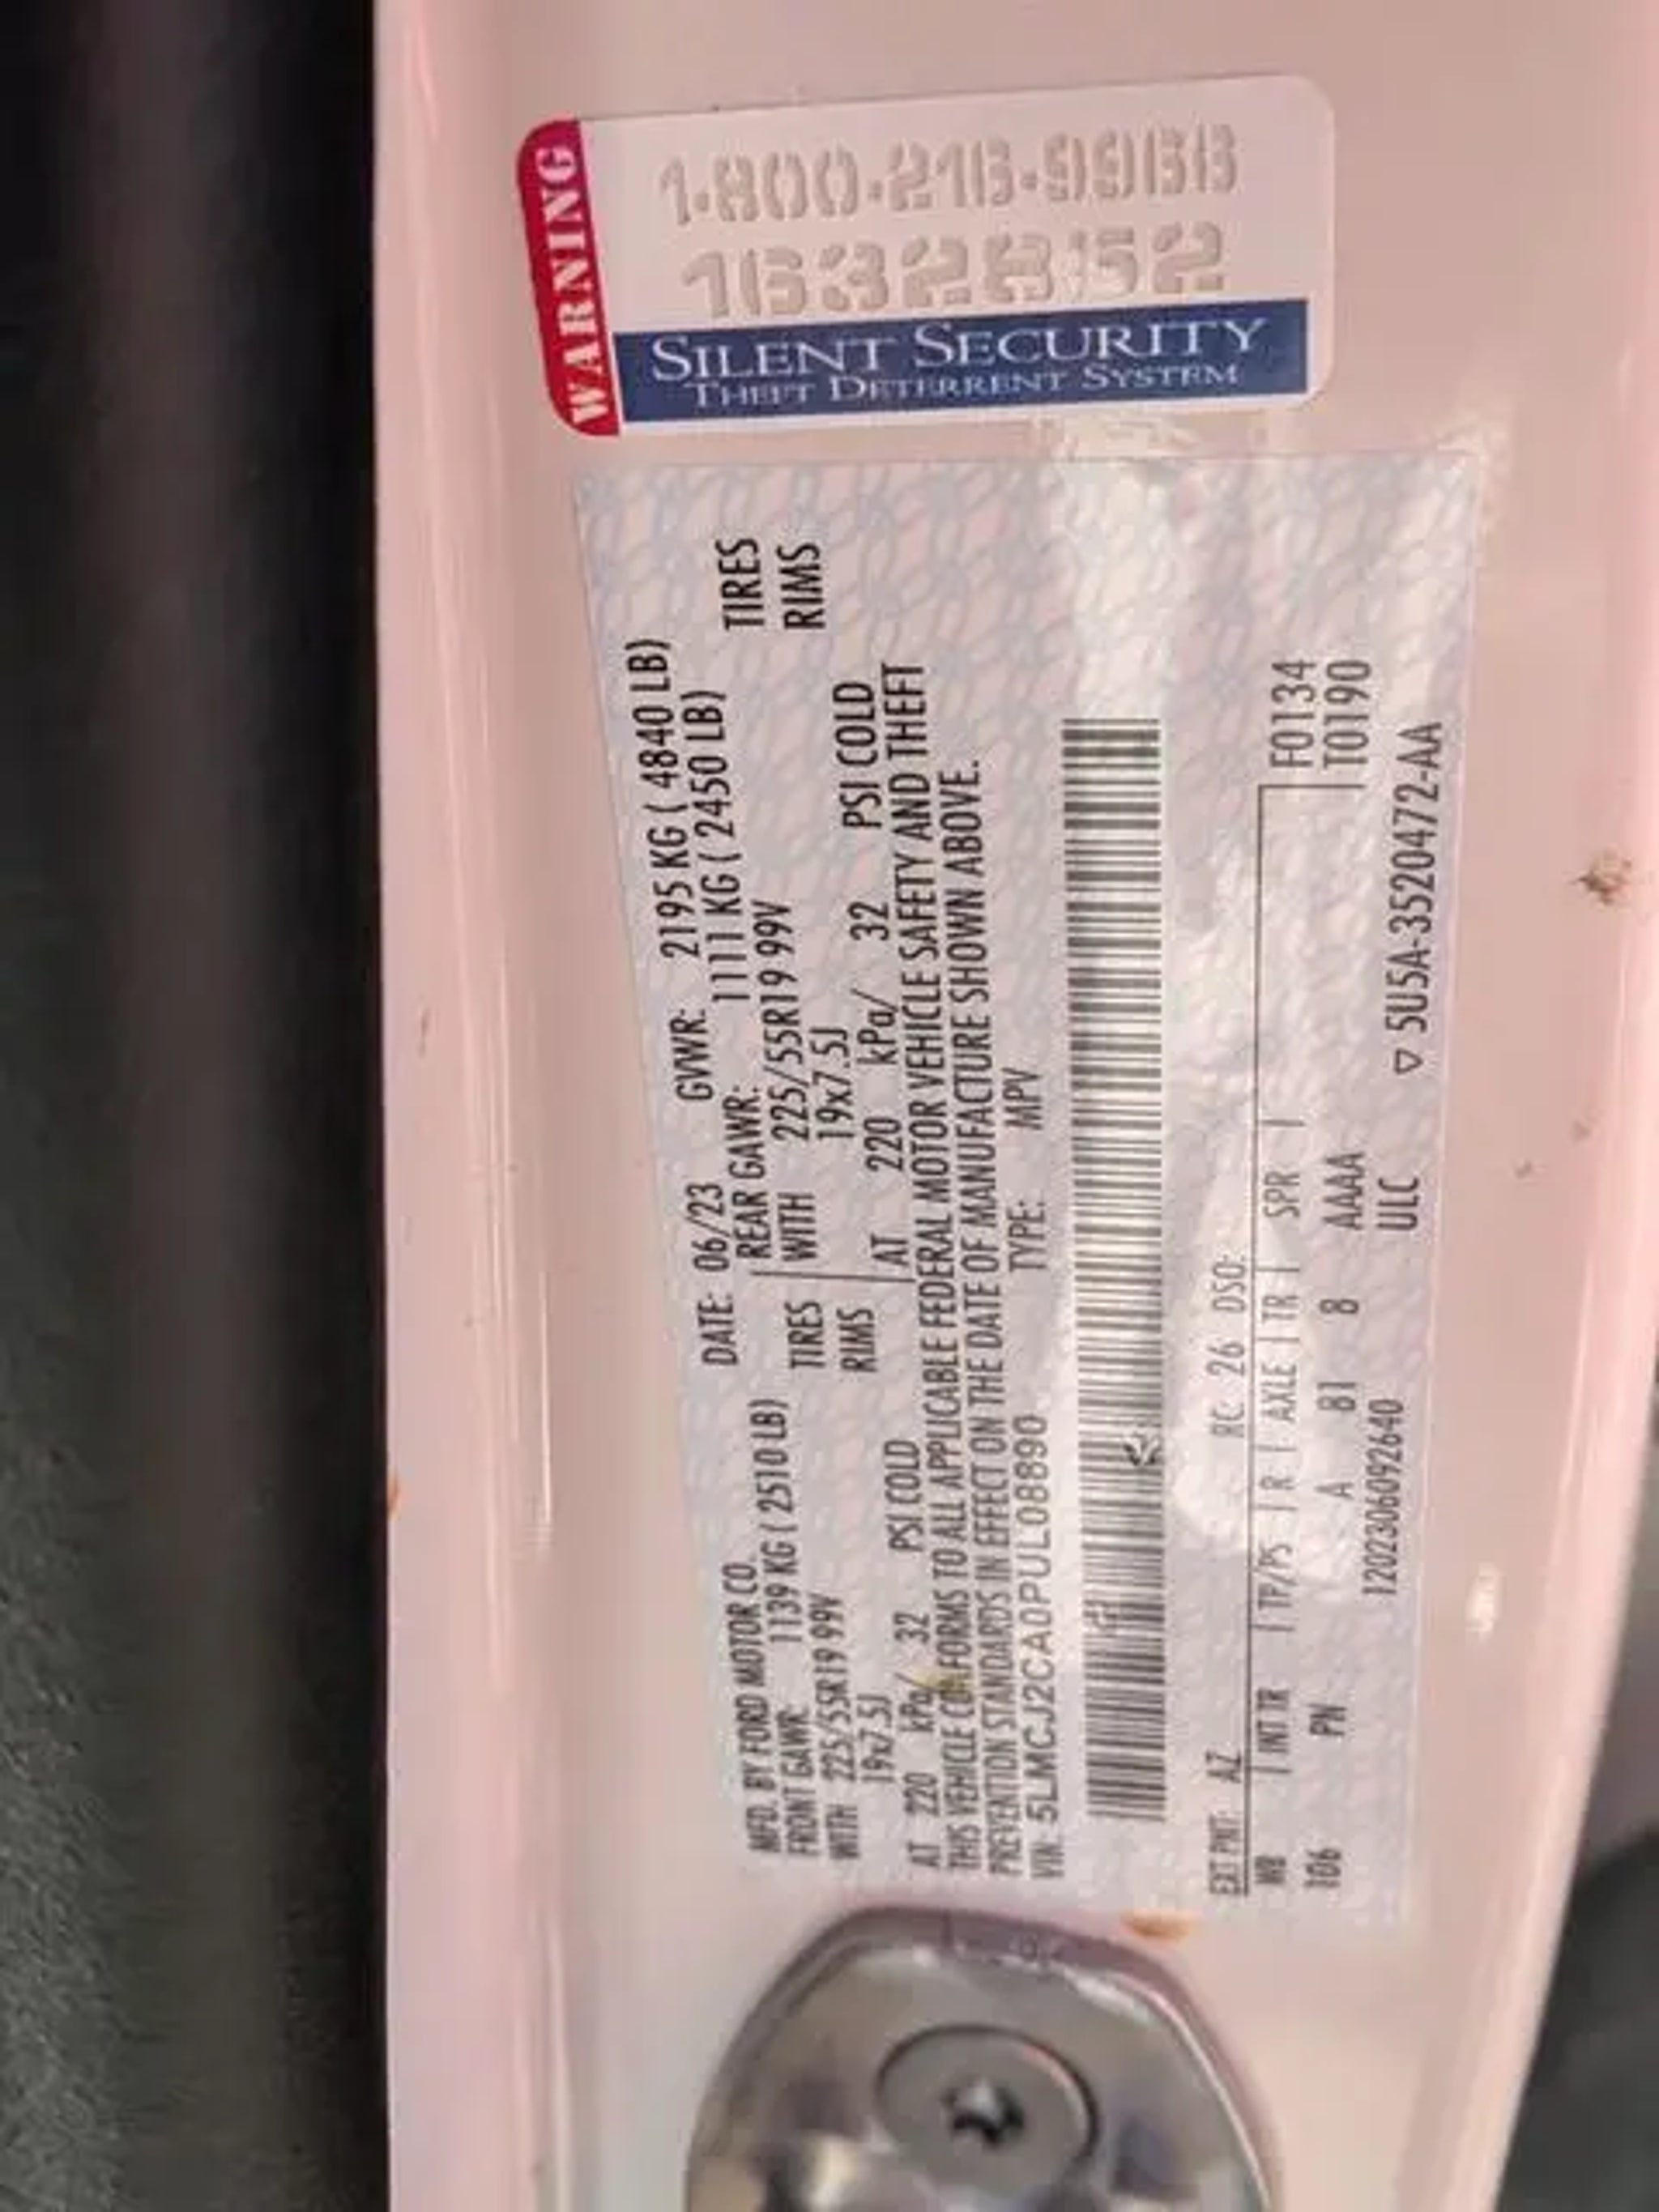 WARNING
1-800-216-9966
16328152
SILENT SECURITY
THEFT DETERRENT SYSTEM
MFD. BY FORD MOTOR CO. DATE: 06/23 GVWR: 2195 KG ( 4840 LB)
FRONT GAWR: 1139 KG ( 2510 LB) REAR GAWR: 1111 KG ( 2450 LB)
WITH 225/55R19 99V TIRES WITH 225/55R19 99V TIRES
19x7.5J RIMS 19x7.5J RIMS
AT 220 kPa/ 32 PSI COLD AT 220 kPa/ 32 PSI COLD
THIS VEHICLE CONFORMS TO ALL APPLICABLE FEDERAL MOTOR VEHICLE SAFETY AND THEFT
PREVENTION STANDARDS IN EFFECT ON THE DATE OF MANUFACTURE SHOWN ABOVE.
VIN: 5LMCJ2CA0PUL08890 TYPE: MPV
EXT PNT: AZ RC: 26 DSO:
WB | INT TR | TP/PS | R | AXLE | TR | SPR | F0134
106 PN A 81 8 AAAA T0190
120230609264​0 ULC ▽ 5U5A-3520472-AA